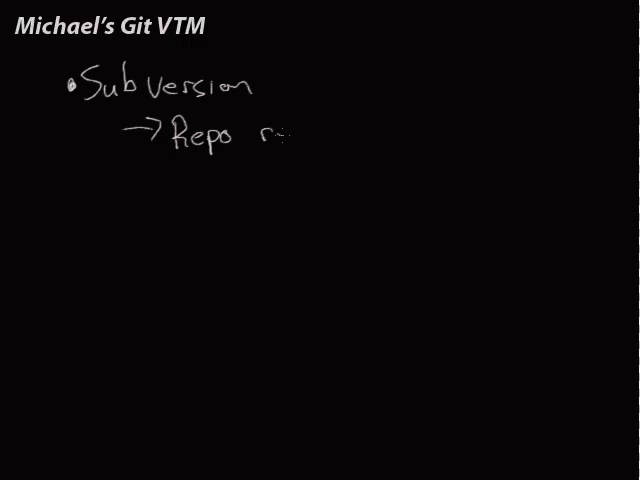 Michael's Git VTM
• Subversion
→ Repo r